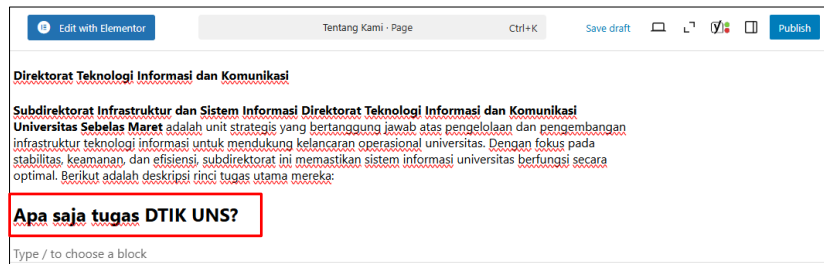 Edit with Elementor
Tentang Kami · Page
Ctrl+K
Save draft
Publish
Direktorat Teknologi Informasi dan Komunikasi
Subdirektorat Infrastruktur dan Sistem Informasi Direktorat Teknologi Informasi dan Komunikasi
Universitas Sebelas Maret adalah unit strategis yang bertanggung jawab atas pengelolaan dan pengembangan
infrastruktur teknologi informasi untuk mendukung kelancaran operasional universitas. Dengan fokus pada
stabilitas, keamanan, dan efisiensi, subdirektorat ini memastikan sistem informasi universitas berfungsi secara
optimal. Berikut adalah deskripsi rinci tugas utama mereka:
Apa saja tugas DTIK UNS?
Type / to choose a block